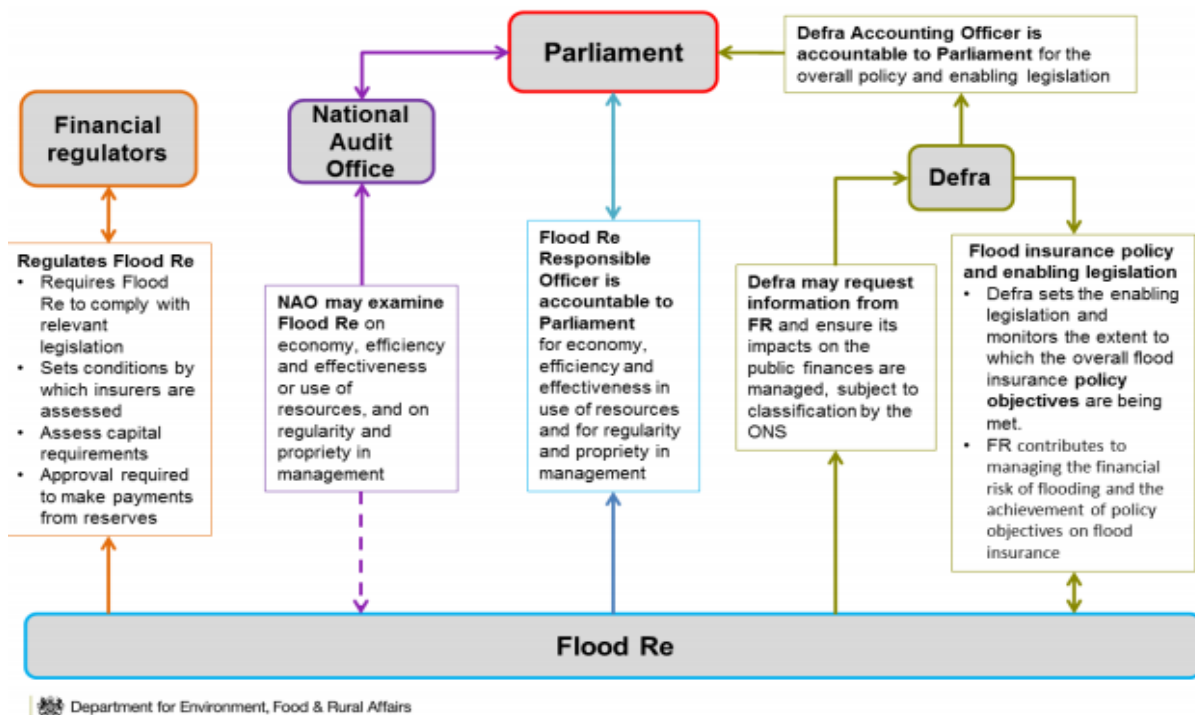 Parliament
Defra Accounting Officer is
accountable to Parliament for the
overall policy and enabling legislation
Financial
regulators
National
Audit
Office
Defra
Regulates Flood Re
• Requires Flood
Re to comply with
relevant
legislation
• Sets conditions by
which insurers are
assessed
• Assess capital
requirements
• Approval required
to make payments
from reserves
NAO may examine
Flood Re on
economy, efficiency
and effectiveness
or use of
resources, and on
regularity and
propriety in
management
Flood Re
Responsible
Officer is
accountable to
Parliament
for economy,
efficiency and
effectiveness in
use of resources
and for regularity
and propriety in
management
Defra may request
information from
FR and ensure its
impacts on the
public finances are
managed, subject to
classification by the
ONS
Flood insurance policy
and enabling legislation
• Defra sets the enabling
legislation and
monitors the extent to
which the overall flood
insurance policy
objectives are being
met.
• FR contributes to
managing the financial
risk of flooding and the
achievement of policy
objectives on flood
insurance
Flood Re
Department for Environment, Food & Rural Affairs